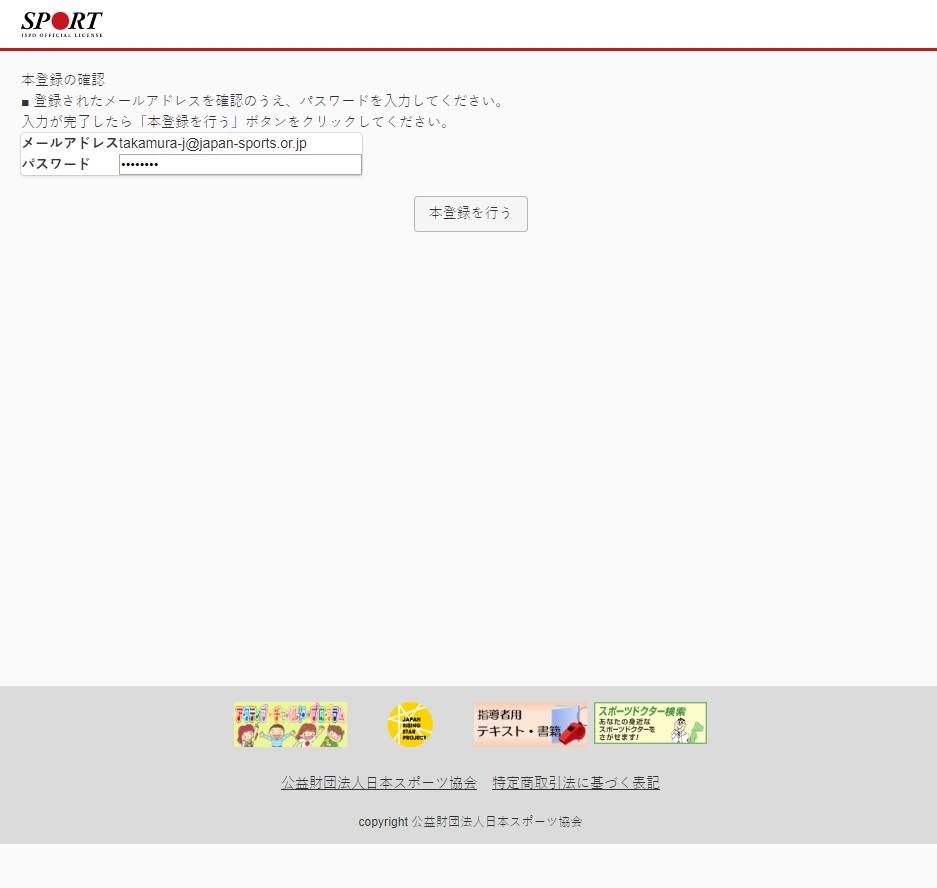 SPORT
JSPO OFFICIAL LICENSE
本登録の確認
■ 登録されたメールアドレスを確認のうえ、パスワードを入力してください。
入力が完了したら「本登録を行う」ボタンをクリックしてください。
メールアドレスtakamura-j@japan-sports.or.jp
パスワード ••••••••
本登録を行う
アクティブ・チャイルド・プログラム
JAPAN
RISING
STAR
PROJECT
指導者用
テキスト・書籍
スポーツドクター検索
あなたの身近な
スポーツドクターを
さがせます!
公益財団法人日本スポーツ協会 特定商取引法に基づく表記
copyright 公益財団法人日本スポーツ協会